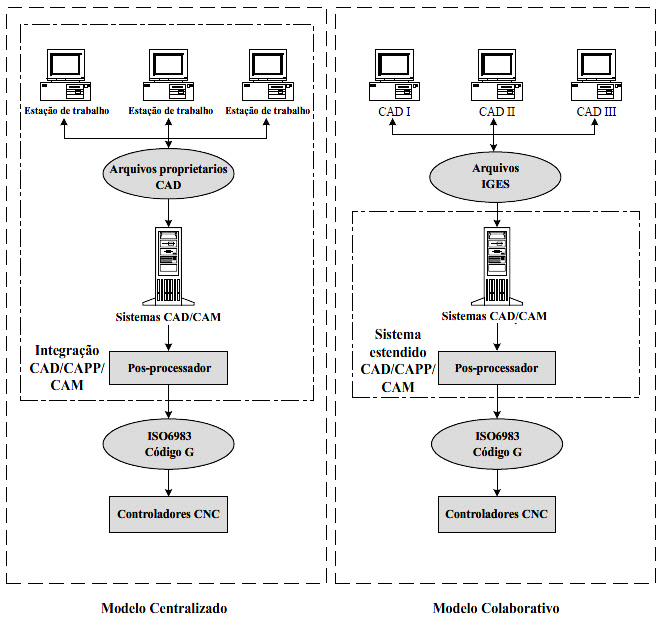 Estação de trabalho
Estação de trabalho
Estação de trabalho
Arquivos proprietarios
CAD
Sistemas CAD/CAM
Integração
CAD/CAPP/
CAM
Pos-processador
ISO6983
Código G
Controladores CNC
Modelo Centralizado
CAD I
CAD II
CAD III
Arquivos
IGES
Sistemas CAD/CAM
Sistema
estendido
CAD/CAPP/
CAM
Pos-processador
ISO6983
Código G
Controladores CNC
Modelo Colaborativo